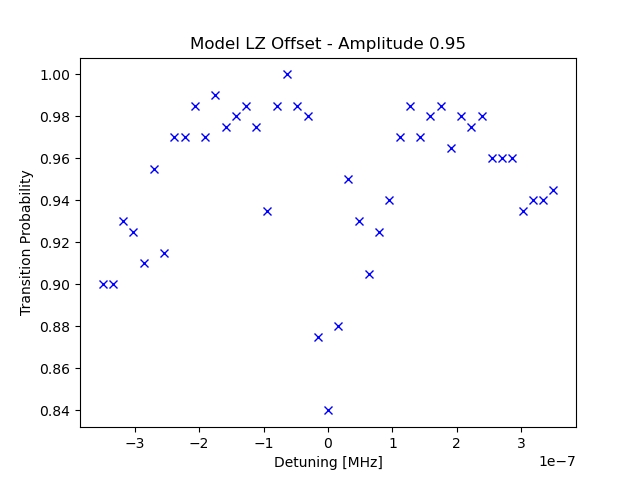 Model LZ Offset - Amplitude 0.95
1.00
0.98
0.96
0.94
0.92
0.90
0.88
0.86
0.84
Transition Probability
−3 −2 −1 0 1 2 3
1e−7
Detuning [MHz]